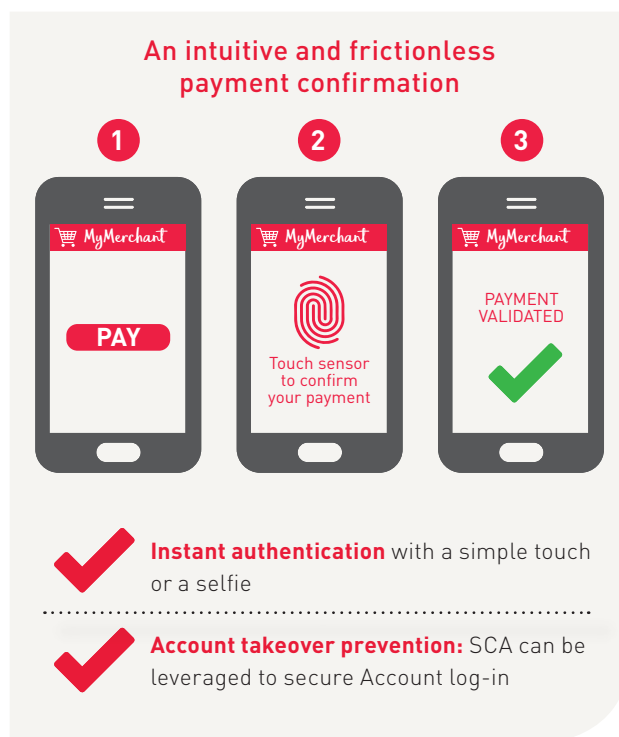 An intuitive and frictionless
payment confirmation
1
2
3
MyMerchant
MyMerchant
MyMerchant
PAY
Touch sensor
to confirm
your payment
PAYMENT
VALIDATED
Instant authentication with a simple touch
or a selfie
Account takeover prevention: SCA can be
leveraged to secure Account log-in